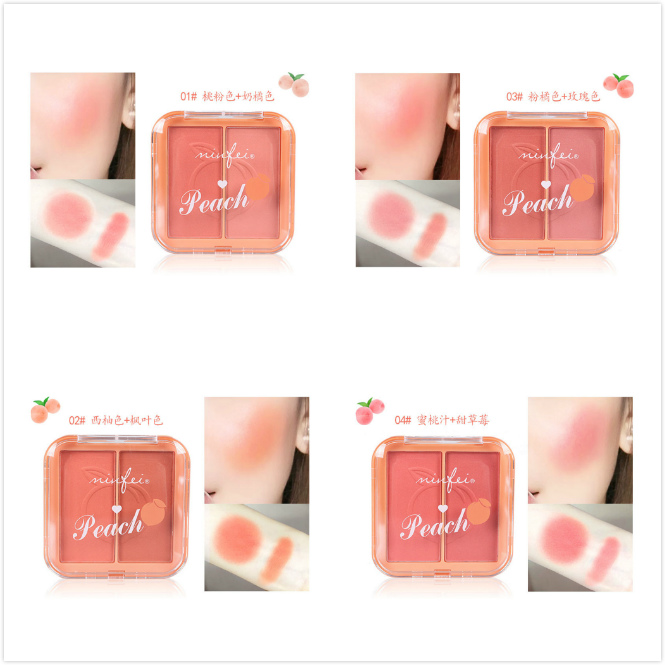 01# 桃粉色+奶橘色
ninfei®
Peach
03# 粉橘色+玫瑰色
ninfei®
Peach
02# 西柚色+枫叶色
ninfei®
Peach
04# 蜜桃汁+甜草莓
ninfei®
Peach